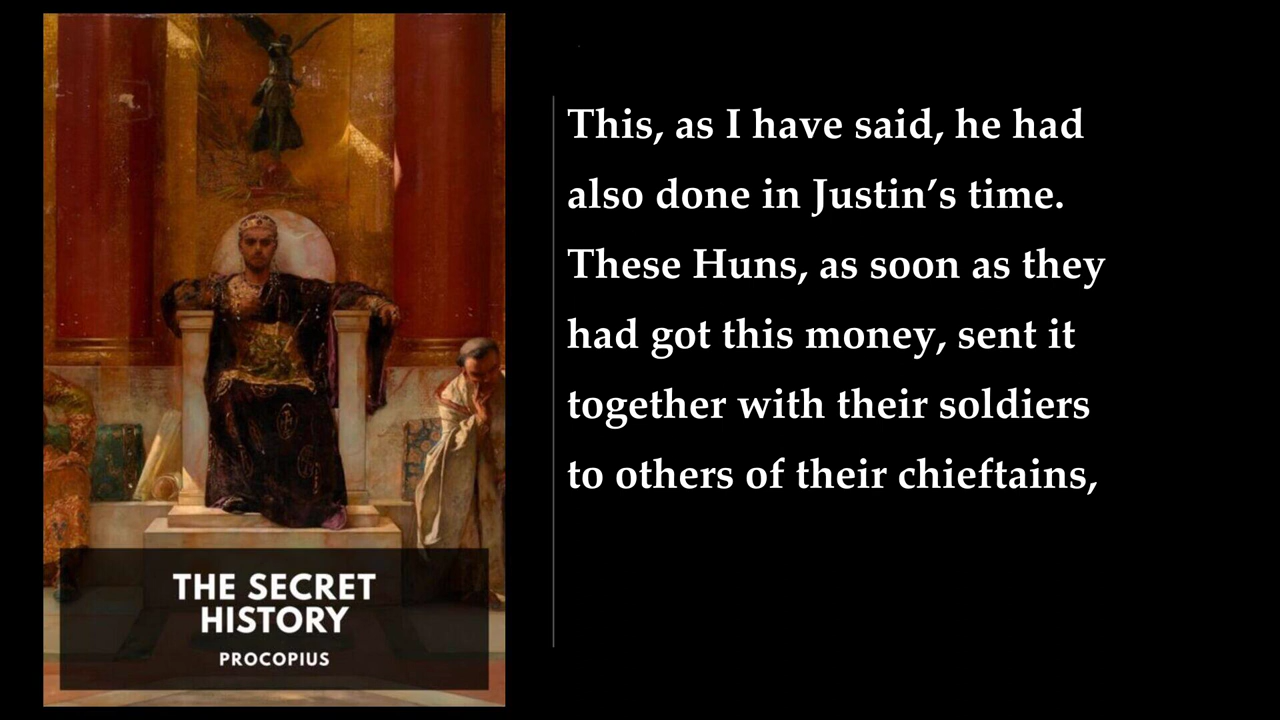 THE SECRET
HISTORY
PROCOPIUS
This, as I have said, he had
also done in Justin’s time.
These Huns, as soon as they
had got this money, sent it
together with their soldiers
to others of their chieftains,